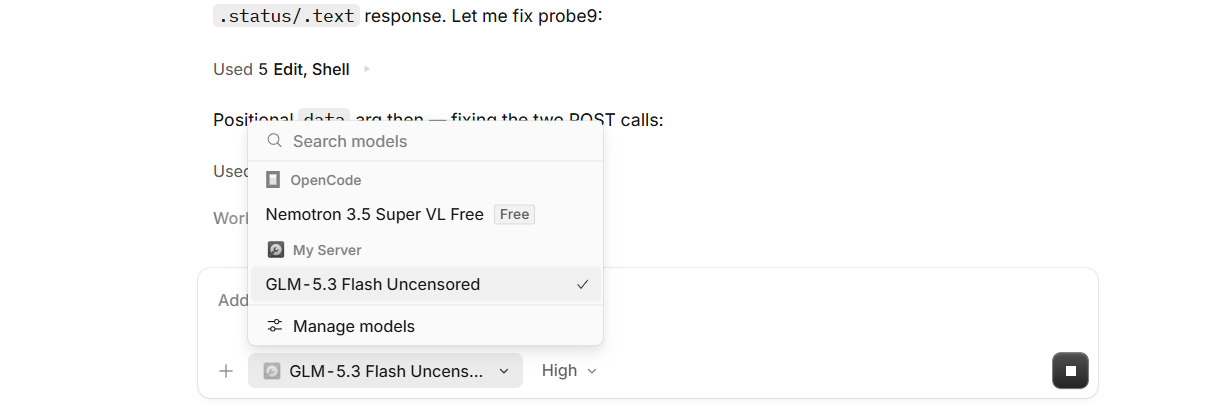 .status/.text response. Let me fix probe9:
Used 5 Edit, Shell
Positional data arg then — fixing the two POST calls:
Search models
Used
OpenCode
Nemotron 3.5 Super VL Free Free
My Server
GLM-5.3 Flash Uncensored
Add
Manage models
GLM-5.3 Flash Uncens... High